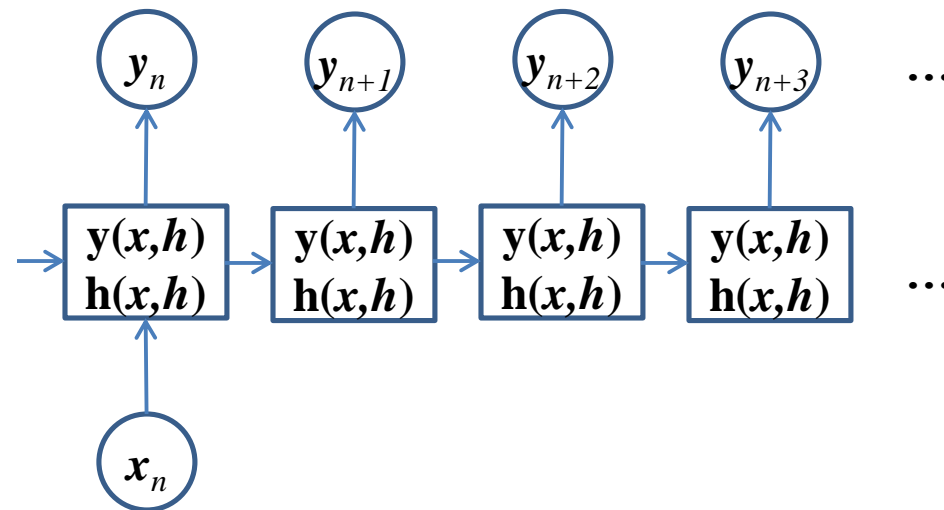 yn yn+1 yn+2 yn+3 ...
y(x,h) y(x,h) y(x,h) y(x,h)
h(x,h) h(x,h) h(x,h) h(x,h) ...
xn